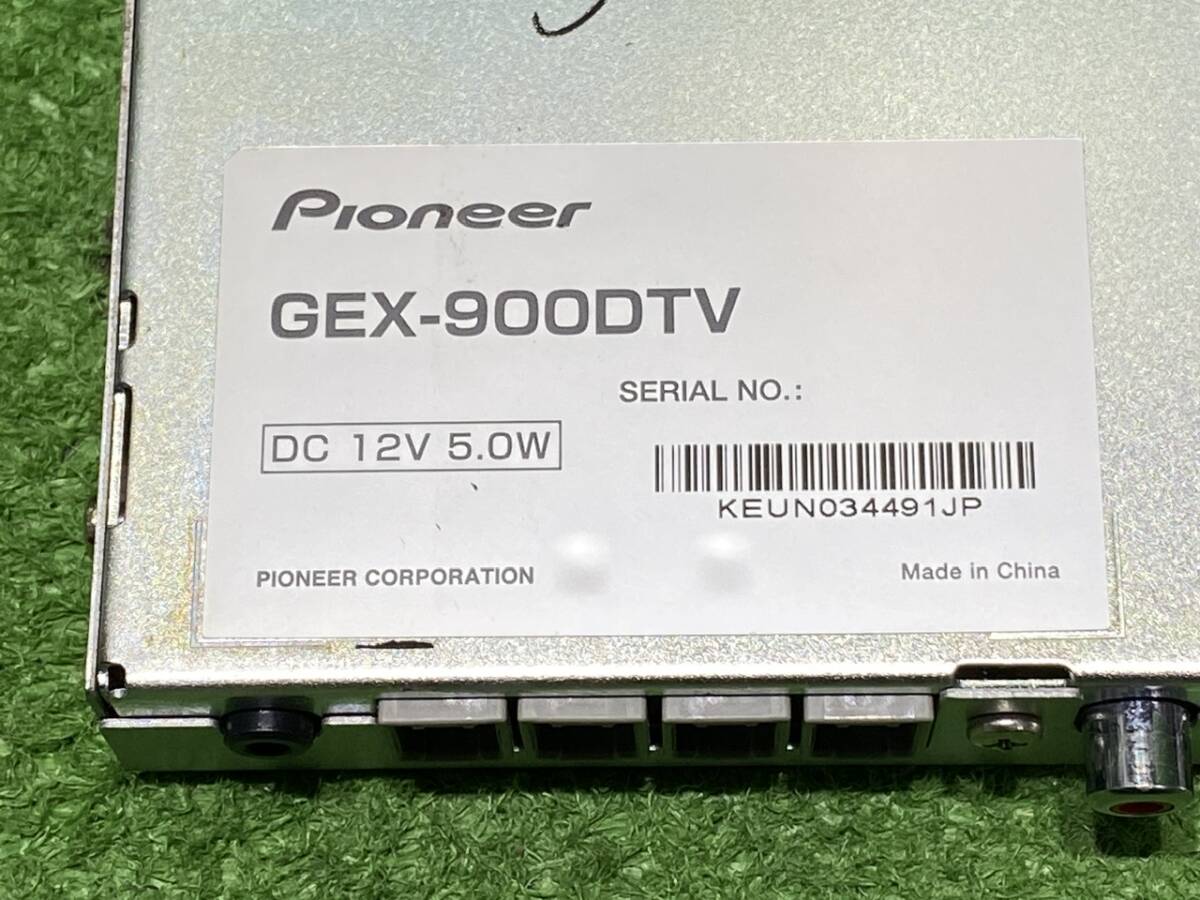 Pioneer
GEX-900DTV
SERIAL NO.:
DC 12V 5.0W
KEUN034491JP
PIONEER CORPORATION
Made in China